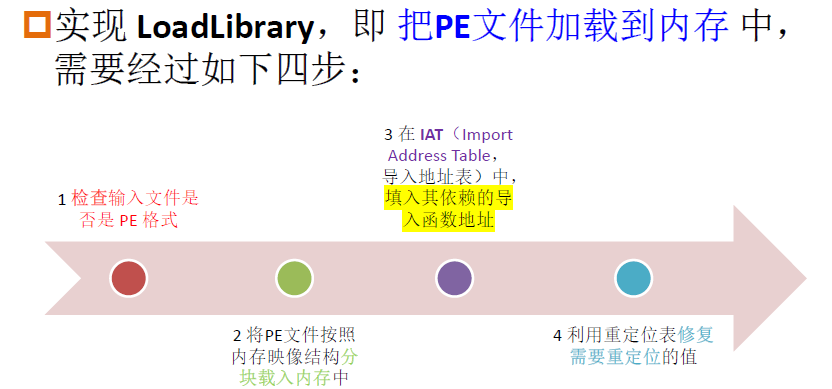 实现 LoadLibrary，即 把PE文件加载到内存 中，
需要经过如下四步：
1 检查输入文件是
否是 PE 格式
2 将PE文件按照
内存映像结构分
块载入内存中
3 在 IAT（Import
Address Table，
导入地址表）中，
填入其依赖的导
入函数地址
4 利用重定位表修复
需要重定位的值